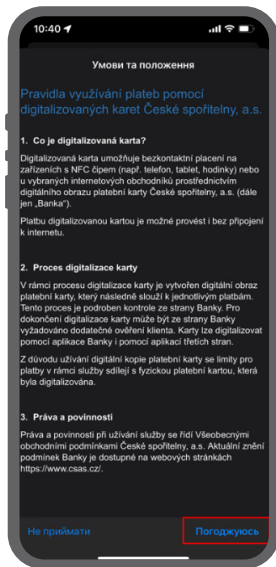 10:40
Умови та положення
Pravidla využívání plateb pomocí
digitalizovaných karet České spořitelny, a.s.
1. Co je digitalizovaná karta?
Digitalizovaná karta umožňuje bezkontaktní placení na
zařízeních s NFC čipem (např. telefon, tablet, hodinky) nebo
u vybraných internetových obchodníků prostřednictvím
digitálního obrazu platební karty České spořitelny, a.s. (dále
jen „Banka“).
Platbu digitalizovanou kartou je možné provést i bez připojení
k internetu.
2. Proces digitalizace karty
V rámci procesu digitalizace karty je vytvořen digitální obraz
platební karty, který následně slouží k jednotlivým platbám.
Tento proces je podroben kontrole ze strany Banky. Pro
dokončení digitalizace karty může být ze strany Banky
vyžadováno dodatečné ověření klienta. Karty lze digitalizovat
pomocí aplikace Banky i pomocí aplikací třetích stran.
Z důvodu užívání digitální kopie platební karty se limity pro
platby v rámci služby sdílejí s fyzickou platební kartou, která
byla digitalizována.
3. Práva a povinnosti
Práva a povinnosti při užívání služby se řídí Všeobecnými
obchodními podmínkami České spořitelny, a.s. Aktuální znění
podmínek Banky je dostupné na webových stránkách
https://www.csas.cz/.
Не приймати Погоджуюсь